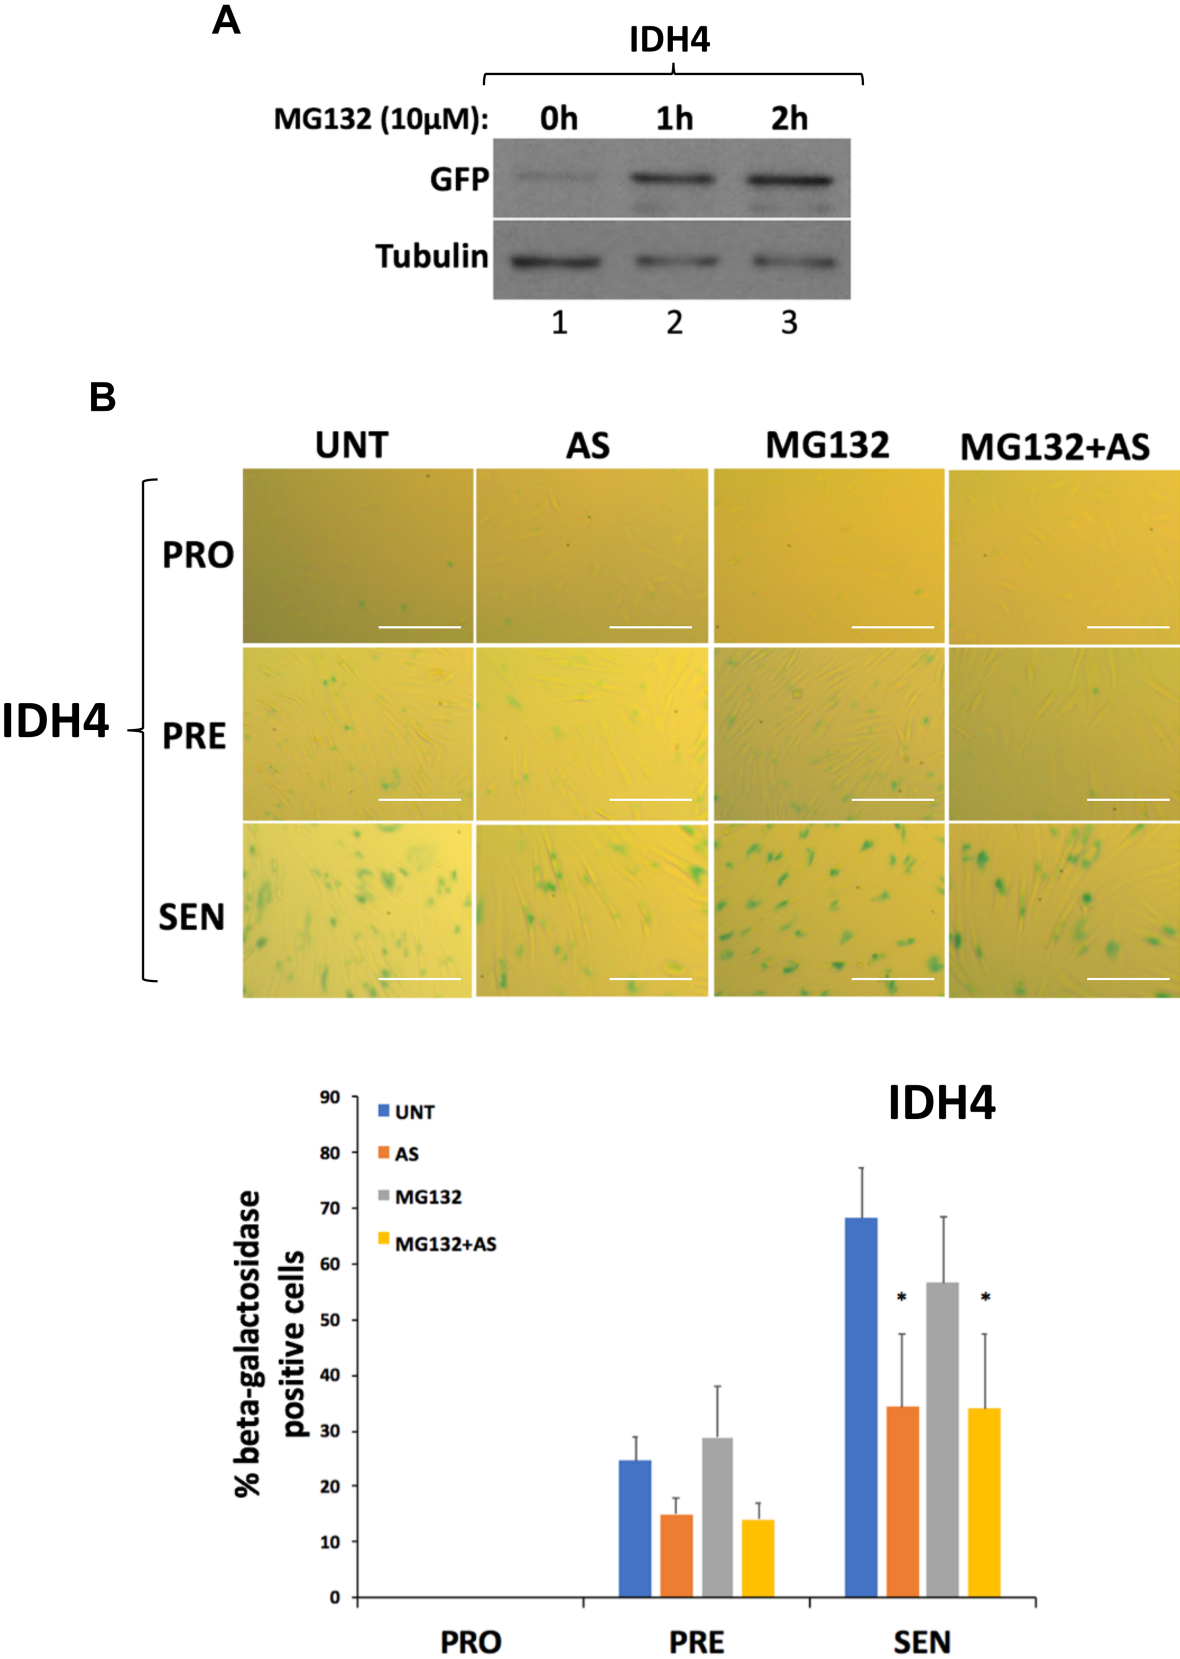 A
IDH4
MG132 (10μM): 0h 1h 2h
GFP
Tubulin
1 2 3
B
UNT AS MG132 MG132+AS
PRO
IDH4
PRE
SEN
IDH4
% beta-galactosidase
positive cells
90
80
70
60
50
40
30
20
10
0
UNT
AS
MG132
MG132+AS
* *
PRO PRE SEN